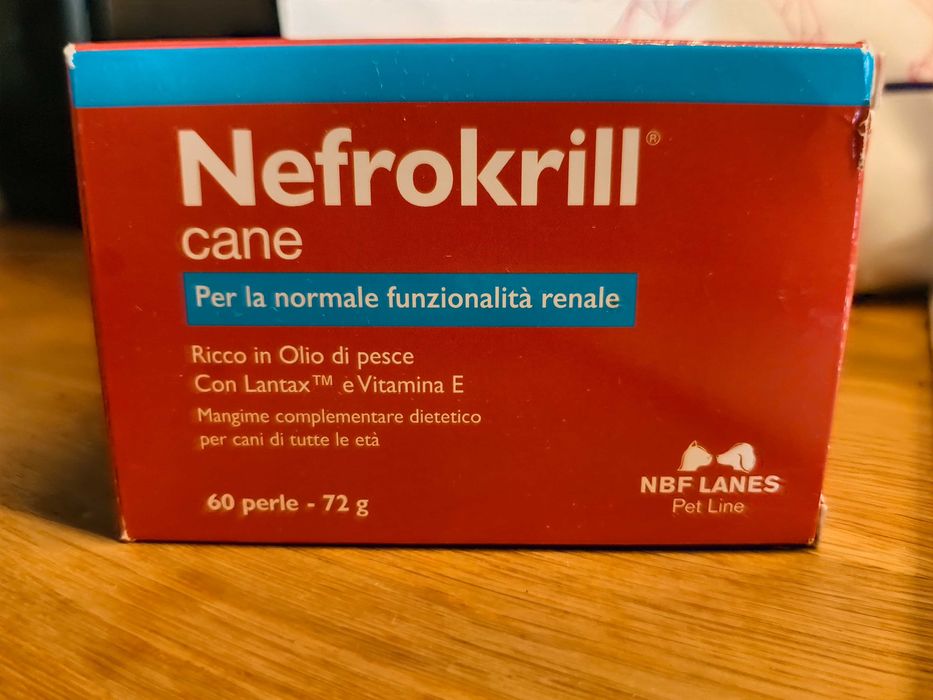 Nefrokrill®
cane
Per la normale funzionalità renale
Ricco in Olio di pesce
Con Lantax™ e Vitamina E
Mangime complementare dietetico
per cani di tutte le età
60 perle - 72 g
NBF LANES
Pet Line